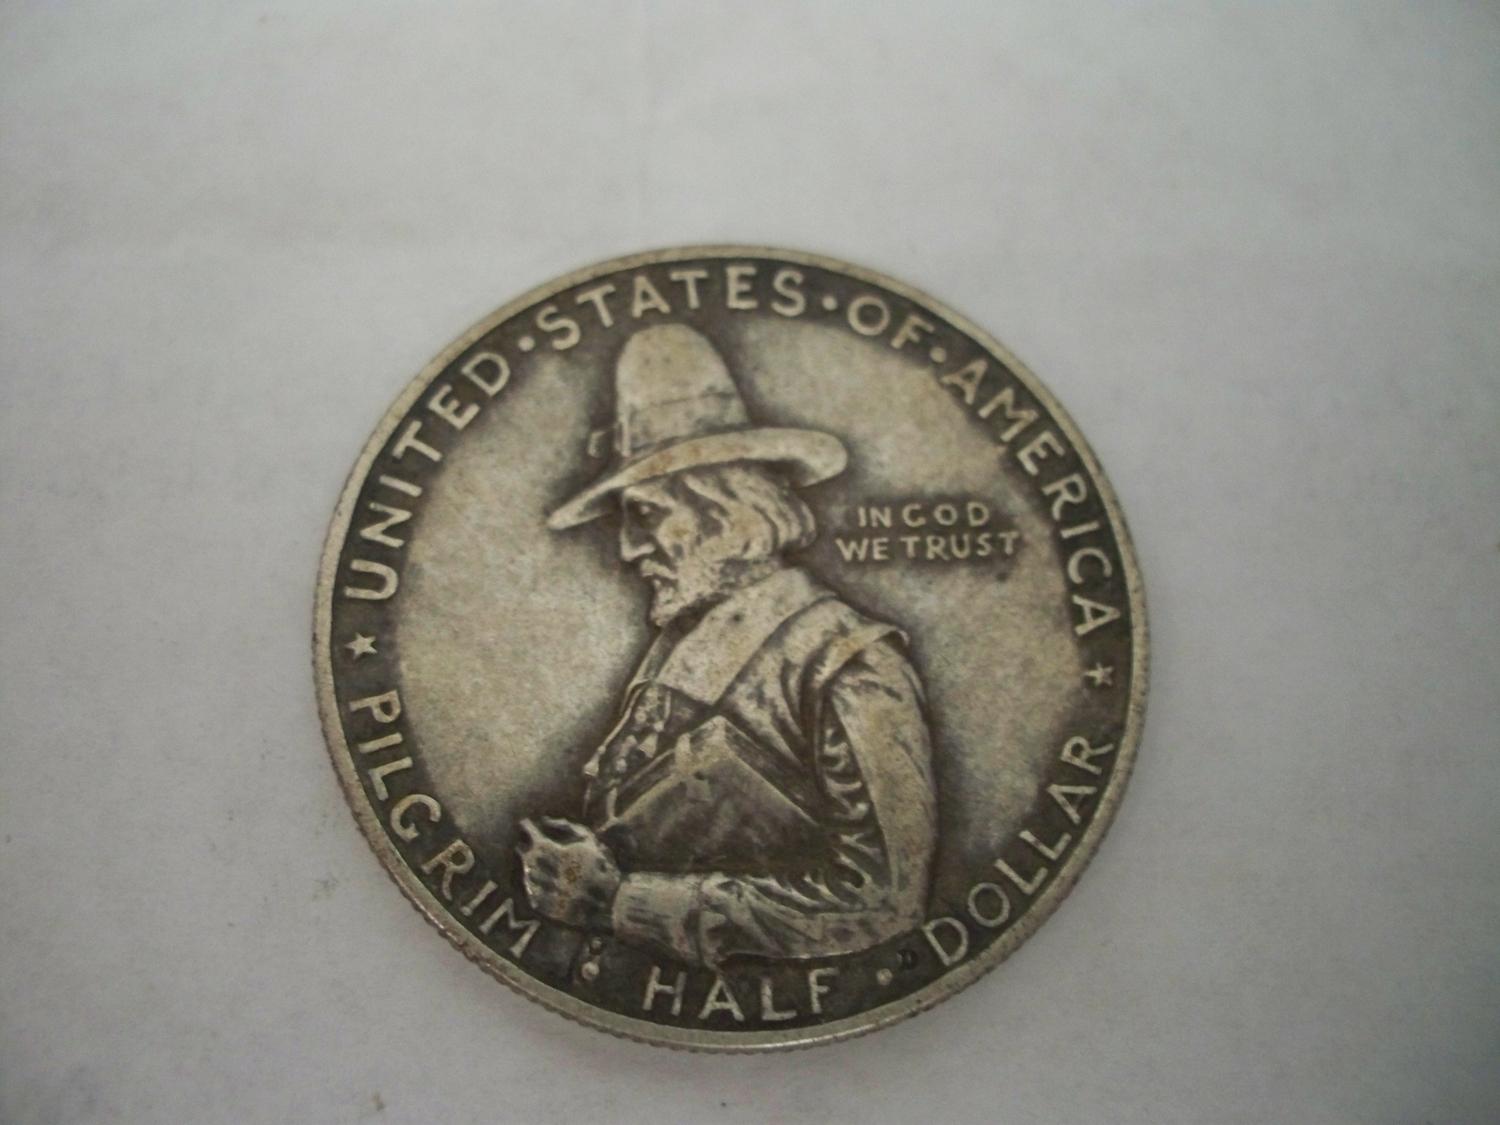 UNITED · STATES · OF · AMERICA
IN GOD
WE TRUST
PILGRIM · HALF · DOLLAR